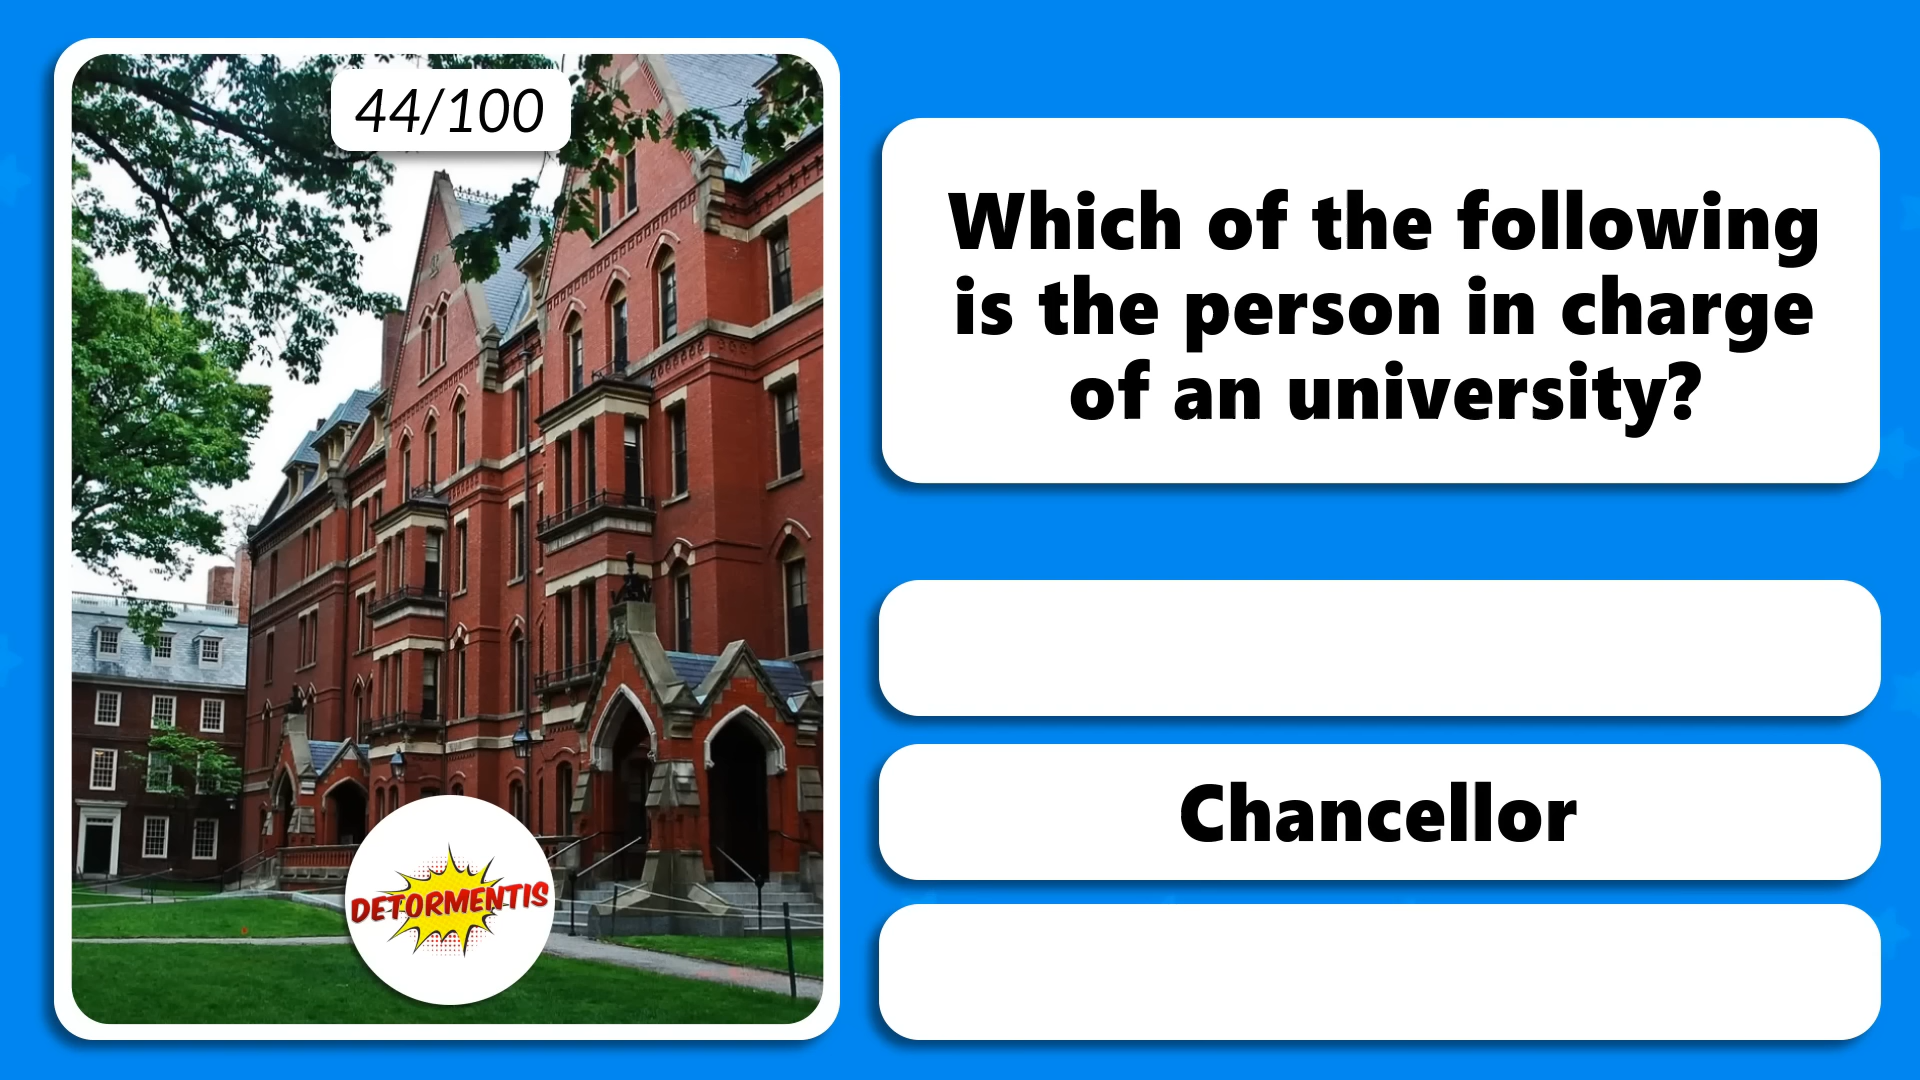 44/100
Which of the following
is the person in charge
of an university?
Chancellor
DETORMENTIS